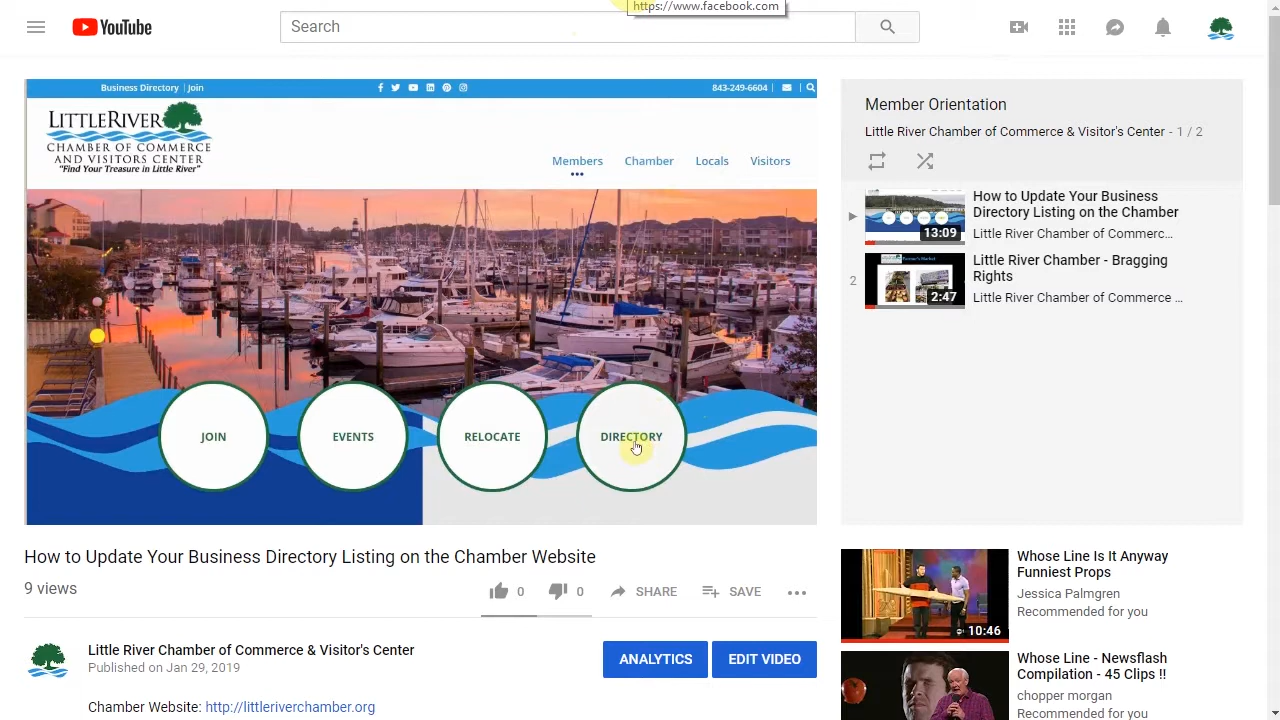 https://www.facebook.com
YouTube
Search
Business Directory | Join
843-249-6604
LITTLERIVER
CHAMBER OF COMMERCE
AND VISITORS CENTER
"Find Your Treasure in Little River"
Members
Chamber
Locals
Visitors
JOIN
EVENTS
RELOCATE
DIRECTORY
How to Update Your Business Directory Listing on the Chamber Website
9 views
0
0
SHARE
SAVE
Little River Chamber of Commerce & Visitor's Center
Published on Jan 29, 2019
ANALYTICS
EDIT VIDEO
Chamber Website: http://littleriverchamber.org
Member Orientation
Little River Chamber of Commerce & Visitor's Center - 1 / 2
How to Update Your Business
Directory Listing on the Chamber
Little River Chamber of Commerc...
13:09
2
Little River Chamber - Bragging
Rights
Little River Chamber of Commerce ...
2:47
Whose Line Is It Anyway
Funniest Props
Jessica Palmgren
Recommended for you
10:46
Whose Line - Newsflash
Compilation - 45 Clips !!
chopper morgan
Recommended for you